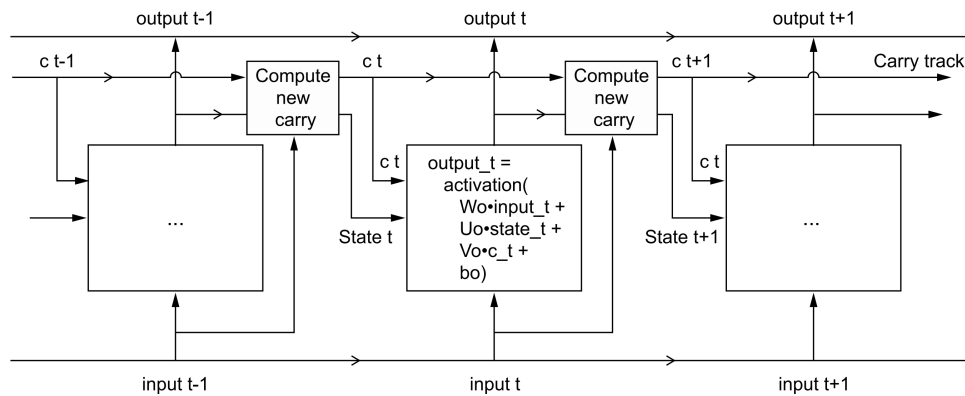 output t-1
output t
output t+1
c t-1
Compute
new
carry
c t
Compute
new
carry
c t+1
Carry track
...
c t
State t
output_t =
activation(
Wo•input_t +
Uo•state_t +
Vo•c_t +
bo)
c t
State t+1
...
input t-1
input t
input t+1